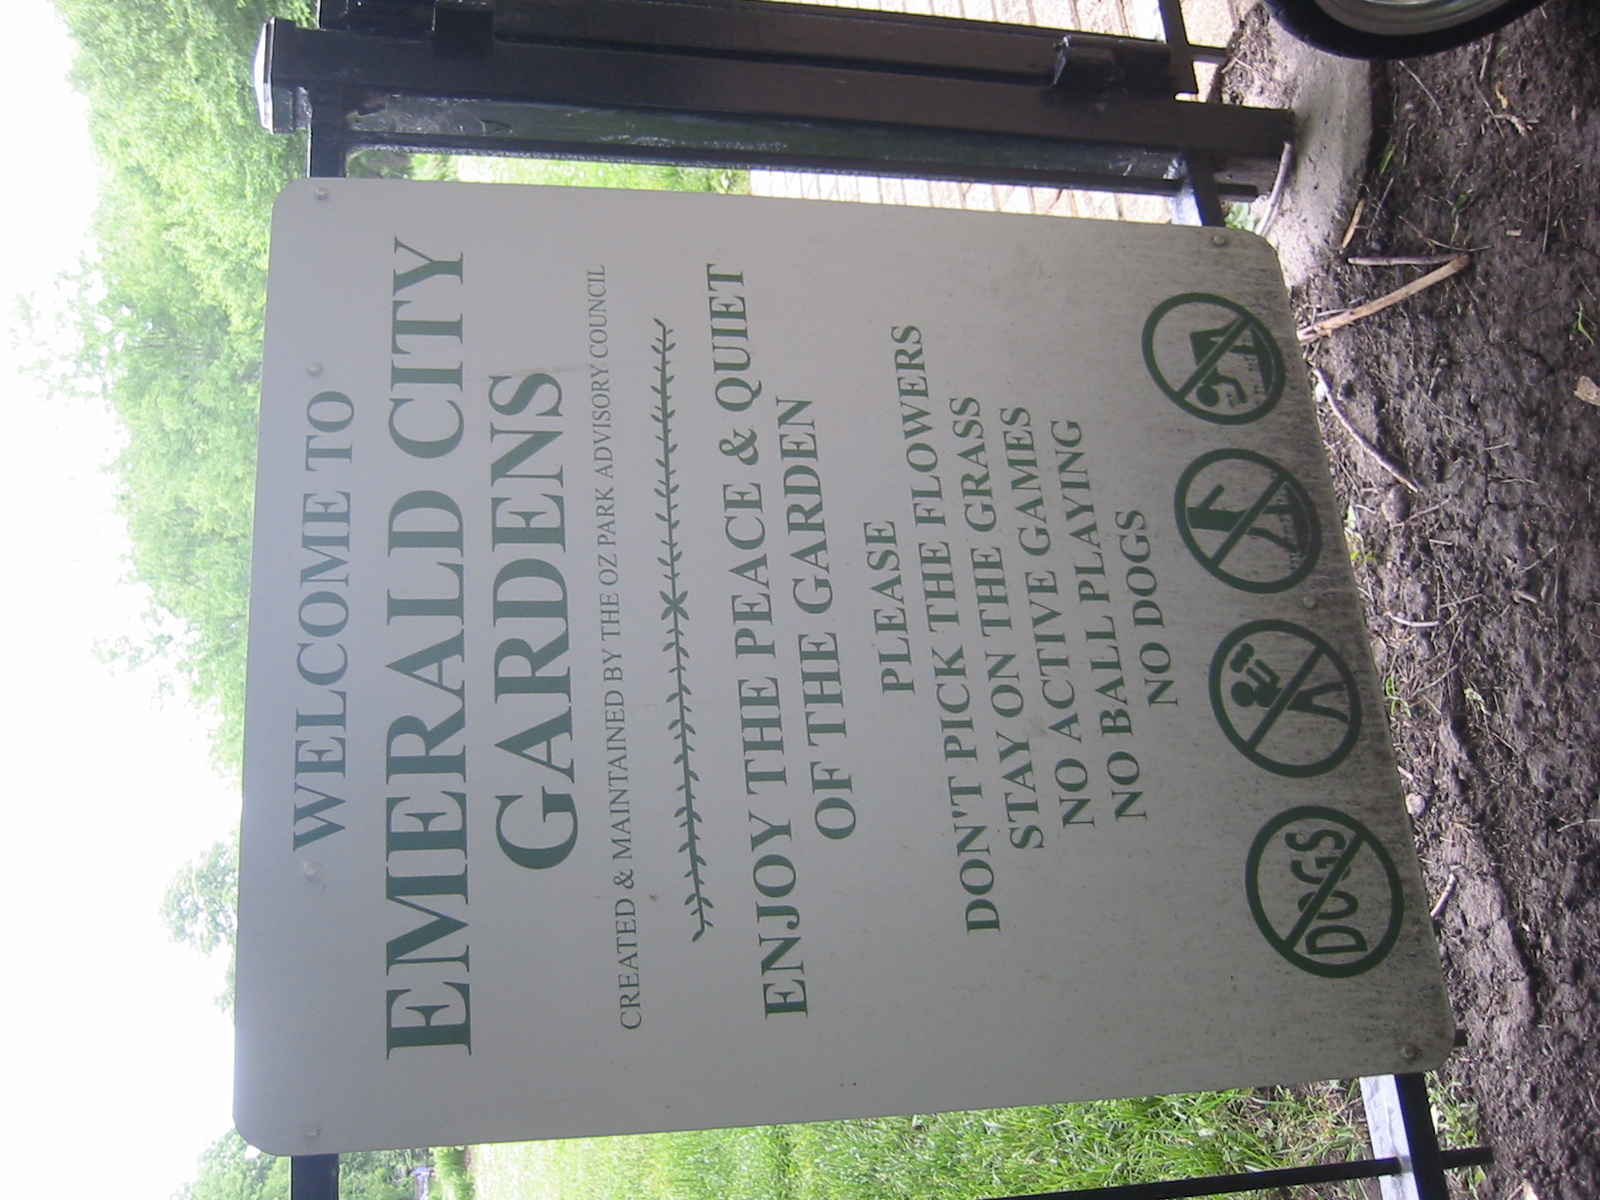 WELCOME TO
EMERALD CITY
GARDENS
CREATED & MAINTAINED BY THE OZ PARK ADVISORY COUNCIL
ENJOY THE PEACE & QUIET
OF THE GARDEN
PLEASE
DON'T PICK THE FLOWERS
STAY ON THE GRASS
NO ACTIVE GAMES
NO BALL PLAYING
NO DOGS
DOGS